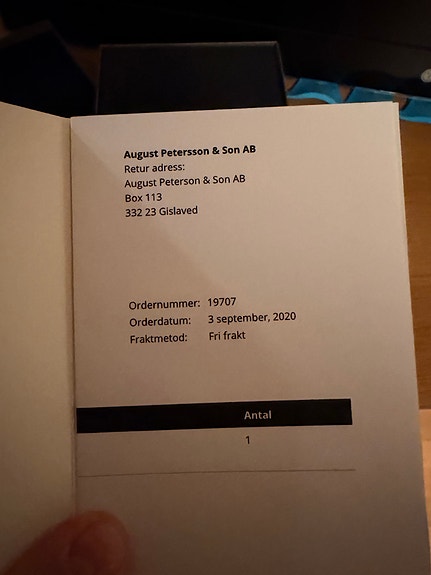 August Petersson & Son AB
Retur adress:
August Peterson & Son AB
Box 113
332 23 Gislaved
Ordernummer: 19707
Orderdatum: 3 september, 2020
Fraktmetod: Fri frakt
Antal
1